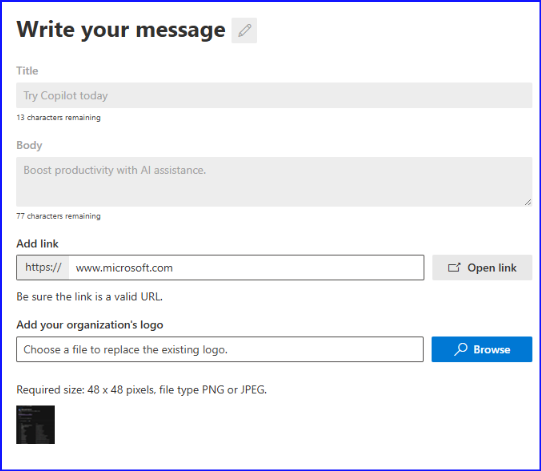 Write your message
Title
Try Copilot today
13 characters remaining
Body
Boost productivity with AI assistance.
77 characters remaining
Add link
https:// www.microsoft.com Open link
Be sure the link is a valid URL.
Add your organization's logo
Choose a file to replace the existing logo. Browse
Required size: 48 x 48 pixels, file type PNG or JPEG.